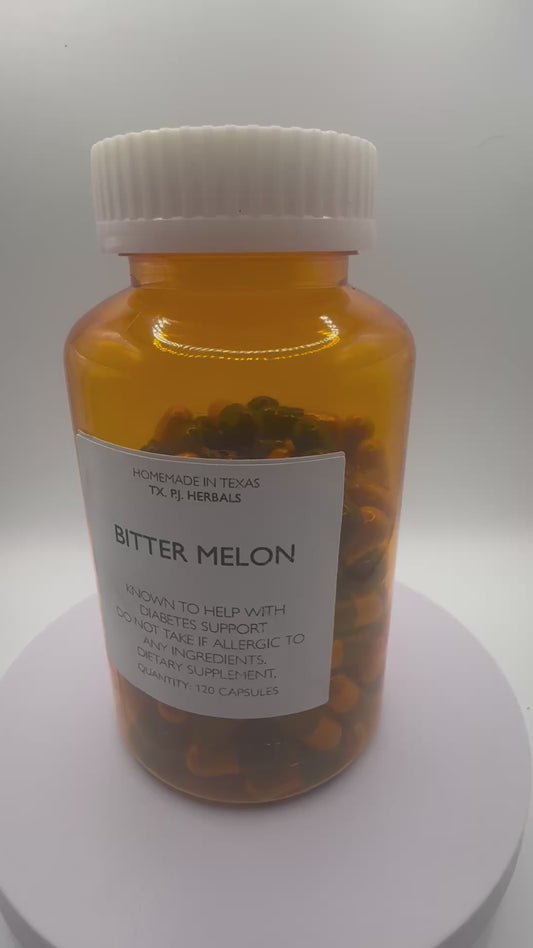 HOMEMADE IN TEXAS
TX. P.J. HERBALS
BITTER MELON
KNOWN TO HELP WITH
DIABETES SUPPORT
DO NOT TAKE IF ALLERGIC TO
ANY INGREDIENTS.
DIETARY SUPPLEMENT.
QUANTITY: 120 CAPSULES